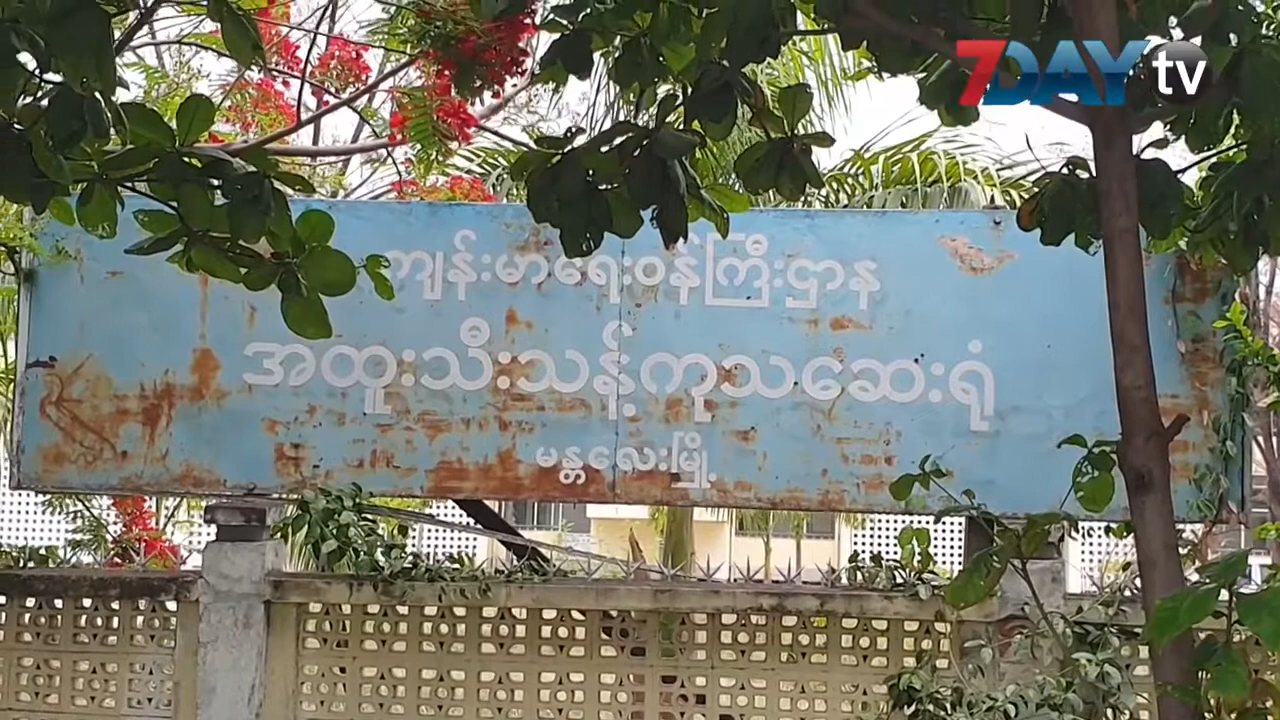 7DAY tv
ကျန်းမာရေးဝန်ကြီးဌာန
အထူးသီးသန့်ကုသဆေးရုံ
မန္တလေးမြို့